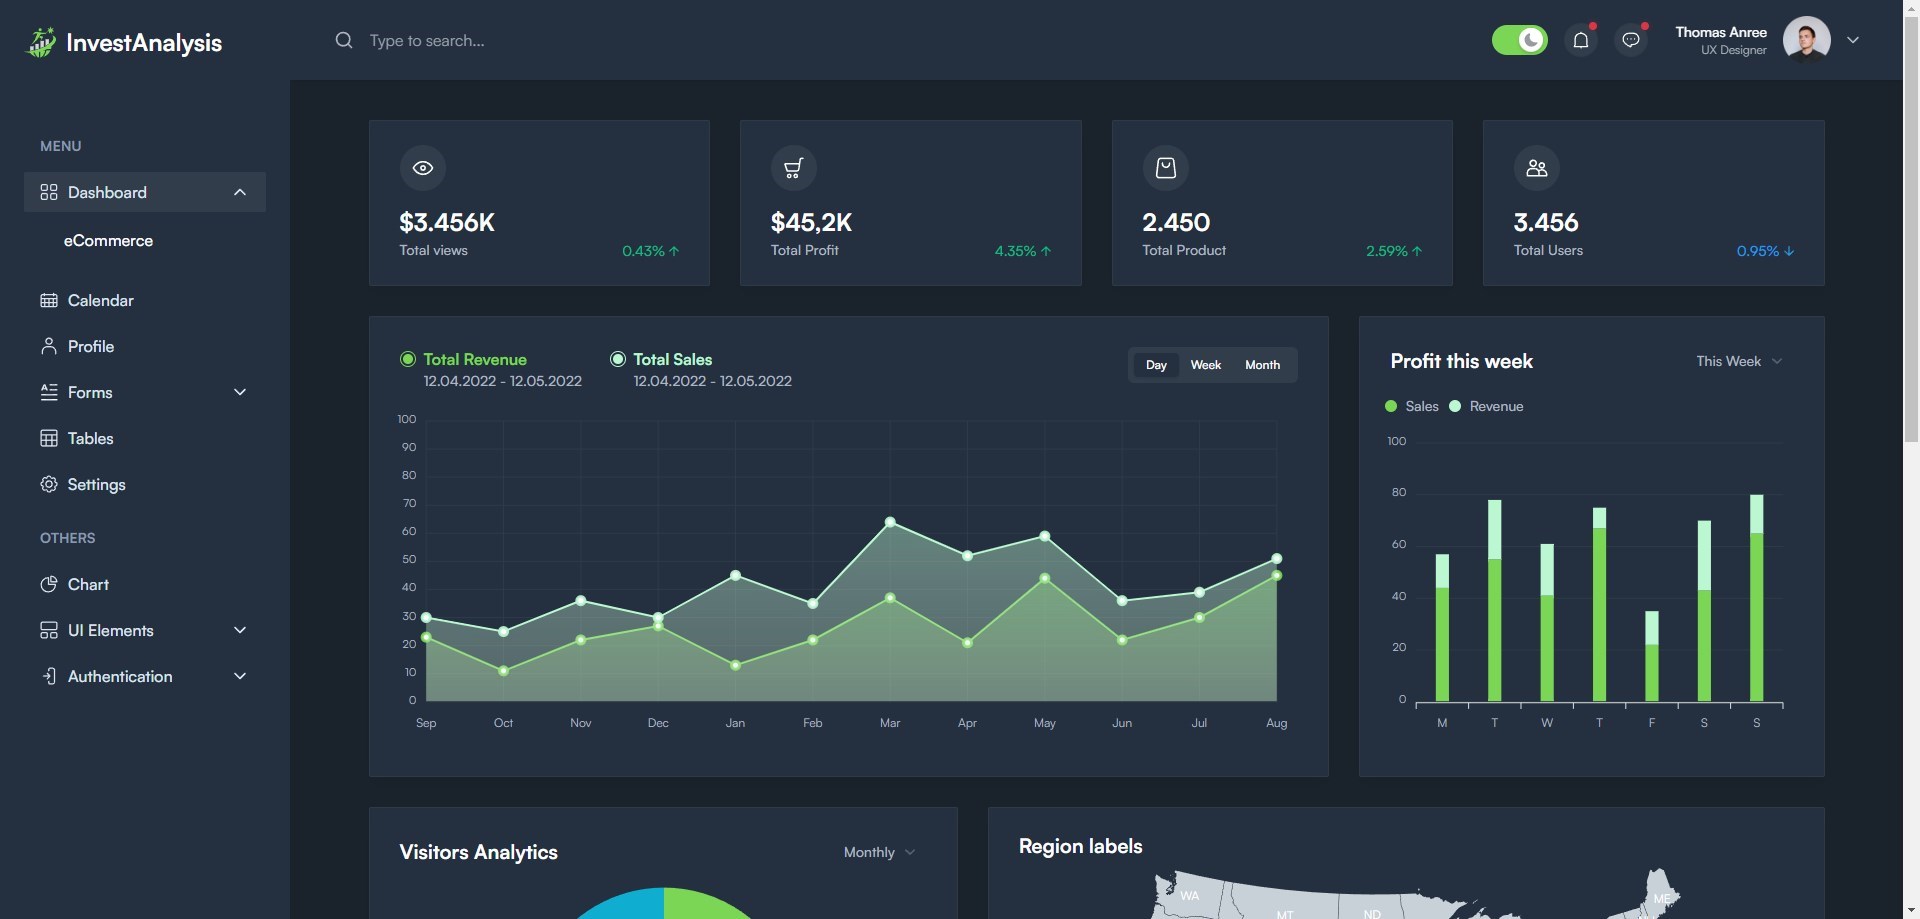 InvestAnalysis
Type to search...
Thomas Anree
UX Designer
MENU
Dashboard
eCommerce
Calendar
Profile
Forms
Tables
Settings
OTHERS
Chart
UI Elements
Authentication
$3.456K
Total views
0.43%
$45,2K
Total Profit
4.35%
2.450
Total Product
2.59%
3.456
Total Users
0.95%
Total Revenue
12.04.2022 - 12.05.2022
Total Sales
12.04.2022 - 12.05.2022
Day Week Month
100
90
80
70
60
50
40
30
20
10
0
Sep Oct Nov Dec Jan Feb Mar Apr May Jun Jul Aug
Profit this week
This Week
Sales Revenue
100
80
60
40
20
0
M T W T F S S
Visitors Analytics
Monthly
Region labels
WA
MT
ND
ME